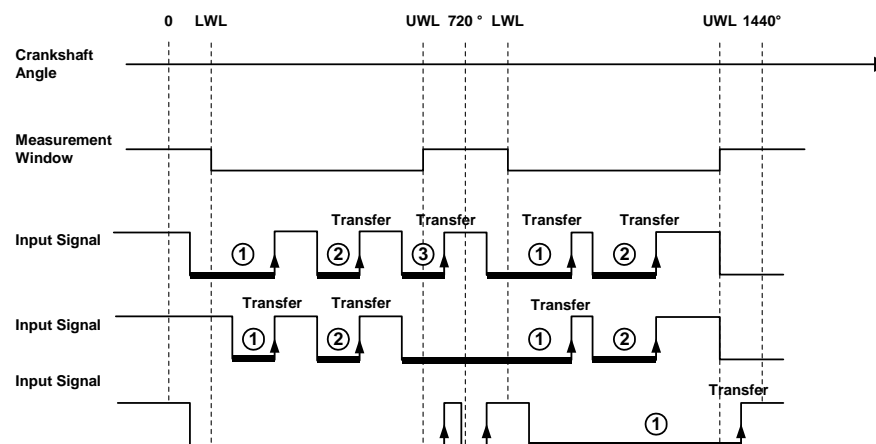 0 LWL UWL 720 ° LWL UWL 1440°
Crankshaft
Angle
Measurement
Window
Transfer Transfer Transfer Transfer
Input Signal 1 2 3 1 2
Transfer Transfer Transfer
Input Signal 1 2 1 2
Input Signal Transfer
1